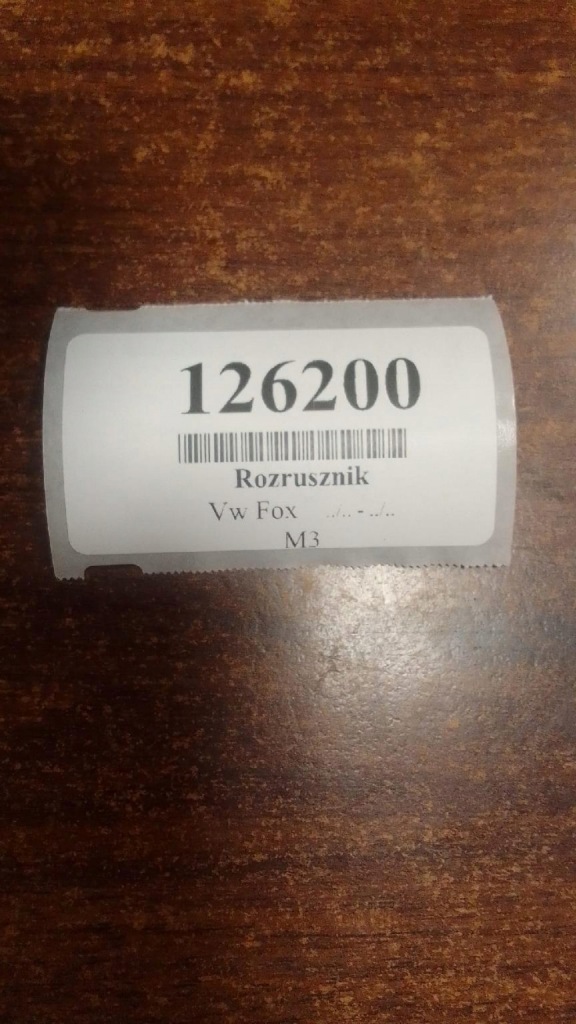 126200
Rozrusznik
Vw Fox ../.. - ../..
M3